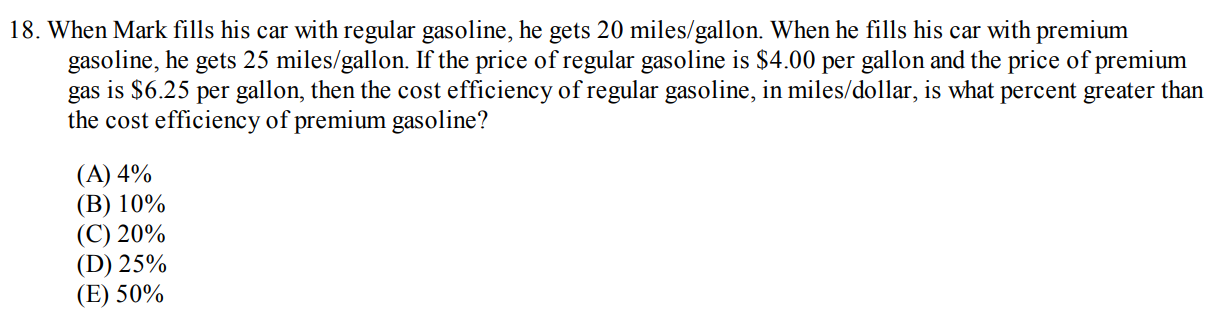 18. When Mark fills his car with regular gasoline, he gets 20 miles/gallon. When he fills his car with premium
gasoline, he gets 25 miles/gallon. If the price of regular gasoline is $4.00 per gallon and the price of premium
gas is $6.25 per gallon, then the cost efficiency of regular gasoline, in miles/dollar, is what percent greater than
the cost efficiency of premium gasoline?
(A) 4%
(B) 10%
(C) 20%
(D) 25%
(E) 50%